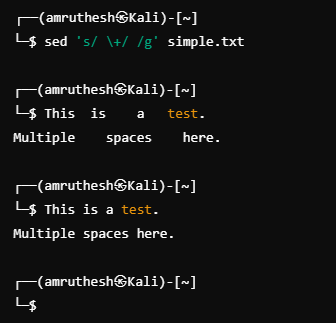 ┌──(amruthesh㉿Kali)-[~]
└─$ sed 's/ \+/ /g' simple.txt
┌──(amruthesh㉿Kali)-[~]
└─$ This  is    a   test.
Multiple    spaces    here.
┌──(amruthesh㉿Kali)-[~]
└─$ This is a test.
Multiple spaces here.
┌──(amruthesh㉿Kali)-[~]
└─$